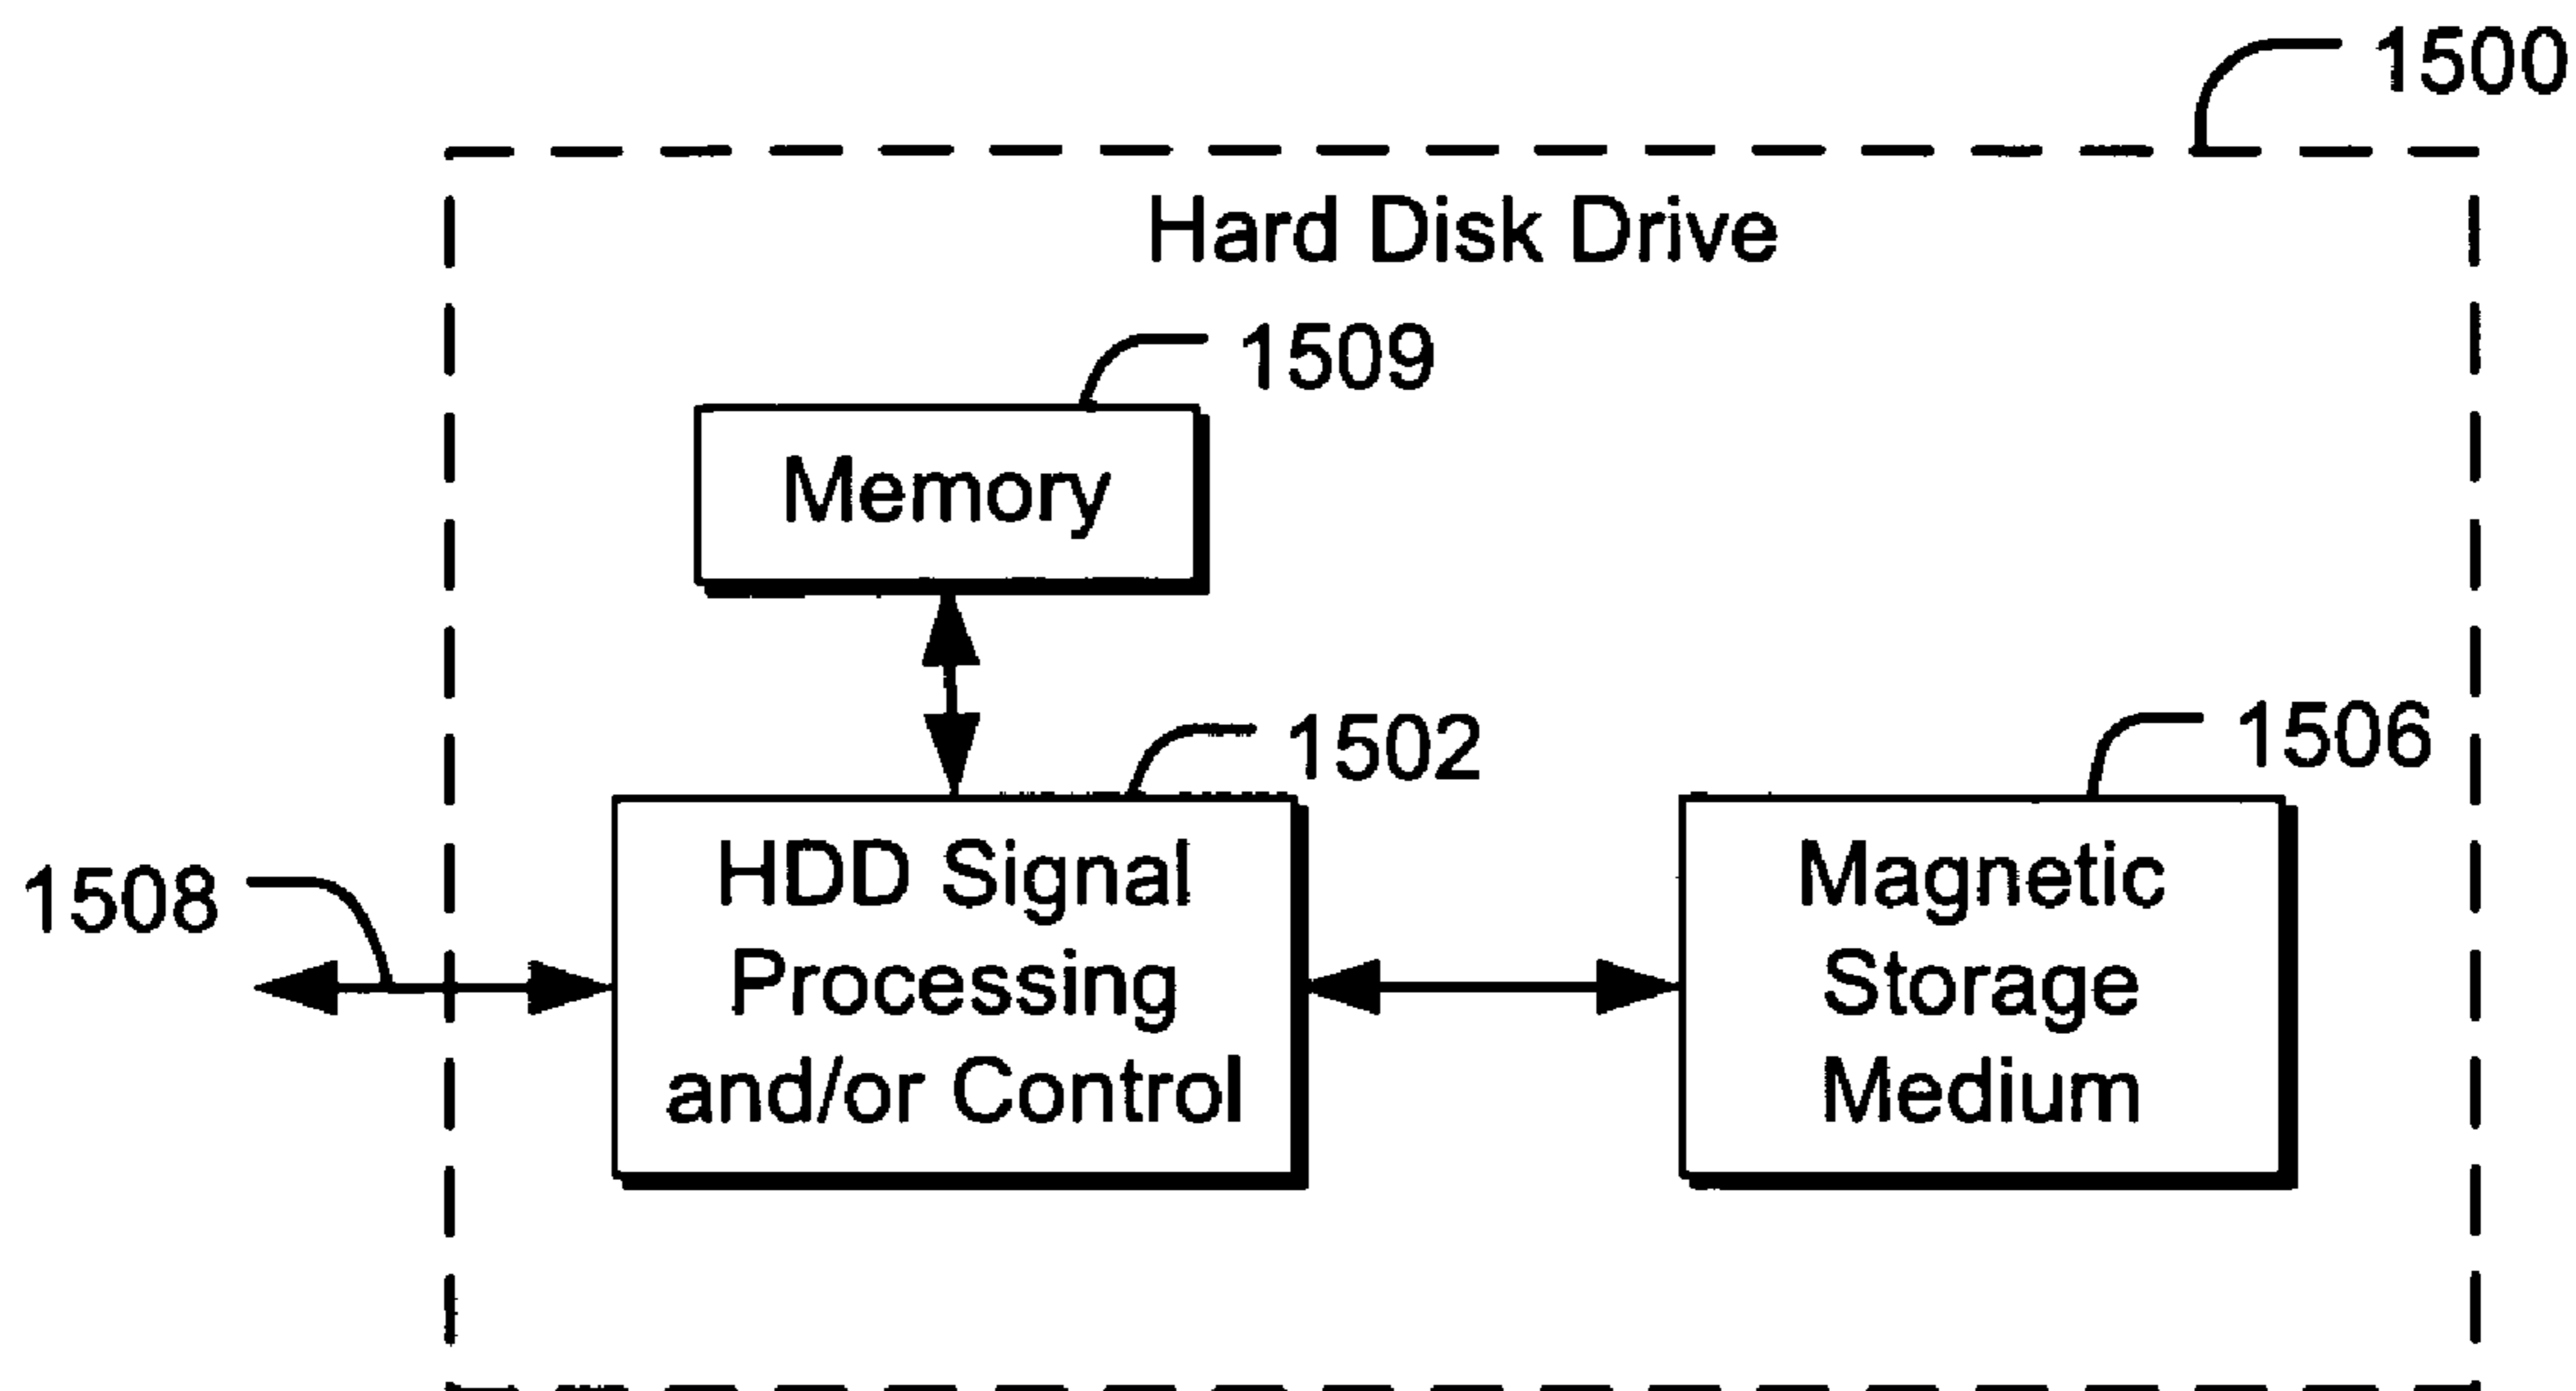 1500
Hard Disk Drive
1509
Memory
1502
1506
1508
HDD Signal
Processing
and/or Control
Magnetic
Storage
Medium